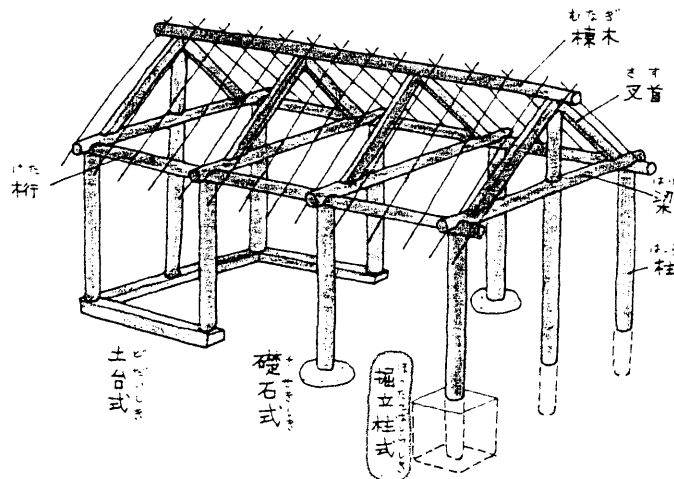 むなぎ
棟木
さす
叉首
けた
桁
はり
梁
はしら
柱
どだいしき
土台式
そせきしき
礎石式
ほったてばしらしき
掘立柱式